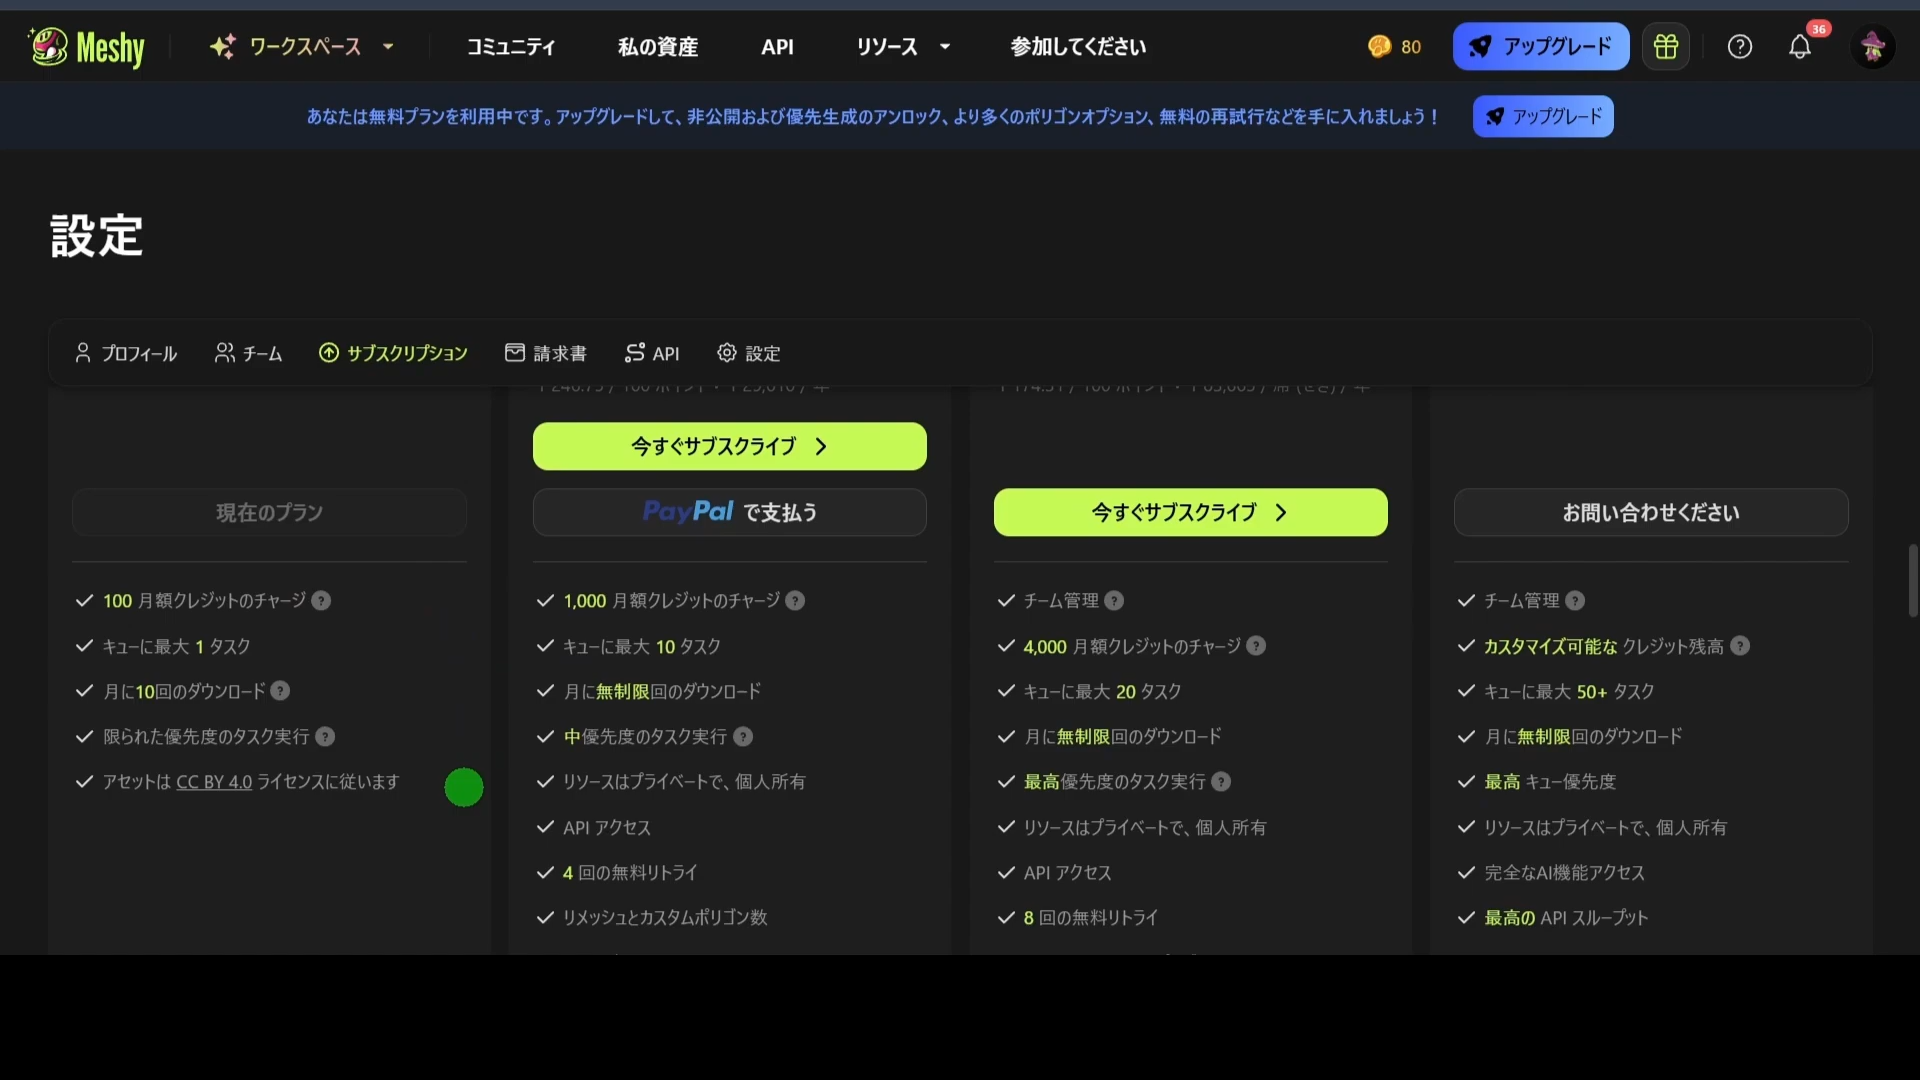 Meshy
ワークスペース
コミュニティ
私の資産
API
リソース
参加してください
80
アップグレード
36
あなたは無料プランを利用中です。アップグレードして、非公開および優先生成のアンロック、より多くのポリゴンオプション、無料の再試行などを手に入れましょう！
アップグレード
設定
プロフィール
チーム
サブスクリプション
請求書
API
設定
現在のプラン
100 月額クレジットのチャージ
キューに最大 1 タスク
月に10回のダウンロード
限られた優先度のタスク実行
アセットは CC BY 4.0 ライセンスに従います
今すぐサブスクライブ
PayPal で支払う
1,000 月額クレジットのチャージ
キューに最大 10 タスク
月に無制限回のダウンロード
中優先度のタスク実行
リソースはプライベートで、個人所有
API アクセス
4 回の無料リトライ
リメッシュとカスタムポリゴン数
今すぐサブスクライブ
チーム管理
4,000 月額クレジットのチャージ
キューに最大 20 タスク
月に無制限回のダウンロード
最高優先度のタスク実行
リソースはプライベートで、個人所有
API アクセス
8 回の無料リトライ
お問い合わせください
チーム管理
カスタマイズ可能な クレジット残高
キューに最大 50+ タスク
月に無制限回のダウンロード
最高 キュー優先度
リソースはプライベートで、個人所有
完全なAI機能アクセス
最高の API スループット